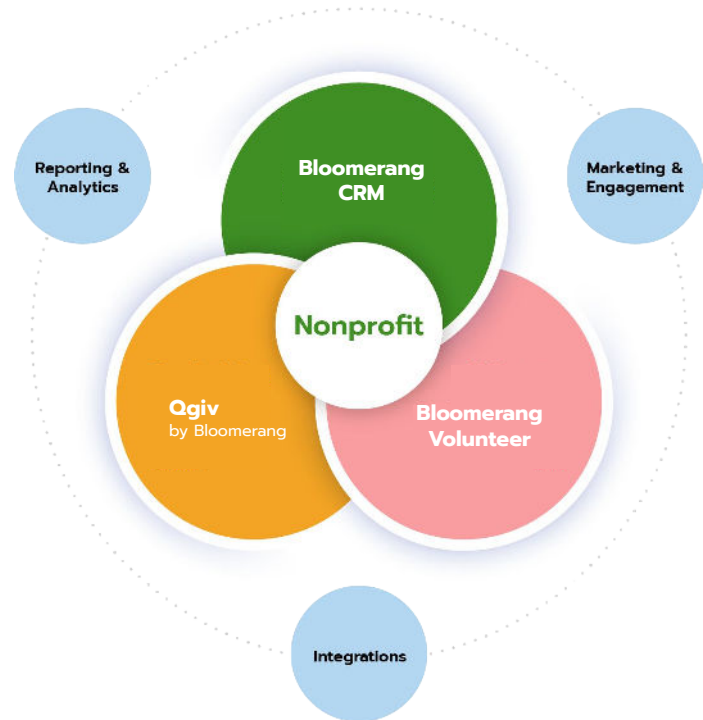 Reporting &
Analytics
Bloomerang
CRM
Marketing &
Engagement
Nonprofit
Qgiv
by Bloomerang
Bloomerang
Volunteer
Integrations